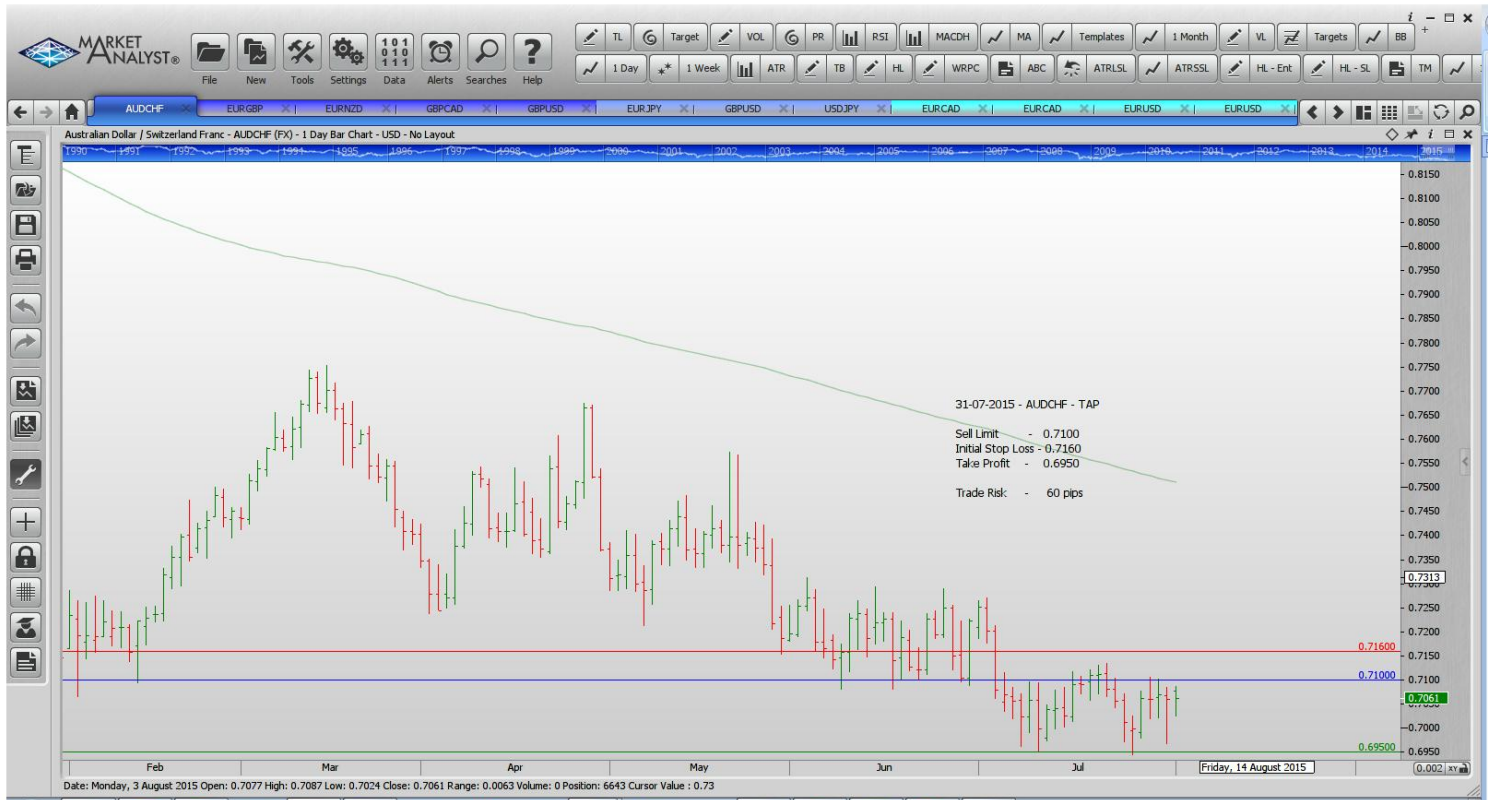 MARKET
ANALYST®
File New Tools Settings Data Alerts Searches Help
101
010
111
TL Target VOL PR RSI MACDH MA Templates 1 Month VL Targets BB
1 Day 1 Week ATR TB HL WRPC ABC ATRLSL ATRSSL HL - Ent HL - SL TM
AUDCHF EURGBP EURNZD GBPCAD GBPUSD EURJPY GBPUSD USDJPY EURCAD EURCAD EURUSD EURUSD
Australian Dollar / Switzerland Franc - AUDCHF (FX) - 1 Day Bar Chart - USD - No Layout
1990 1991 1992 1993 1994 1995 1996 1997 1998 1999 2000 2001 2002 2003 2004 2005 2006 2007 2008 2009 2010 2011 2012 2013 2014 2015
0.8150
0.8100
0.8050
0.8000
0.7950
0.7900
0.7850
0.7800
0.7750
0.7700
0.7650
0.7600
0.7550
0.7500
0.7450
0.7400
0.7350
0.7313
0.7250
0.7200
0.7150
0.7100
0.7061
0.7000
0.6950
31-07-2015 - AUDCHF - TAP
Sell Limit - 0.7100
Initial Stop Loss - 0.7160
Take Profit - 0.6950
Trade Risk - 60 pips
0.71600
0.71000
0.69500
Feb Mar Apr May Jun Jul Friday, 14 August 2015 0.002 XY
Date: Monday, 3 August 2015 Open: 0.7077 High: 0.7087 Low: 0.7024 Close: 0.7061 Range: 0.0063 Volume: 0 Position: 6643 Cursor Value : 0.73